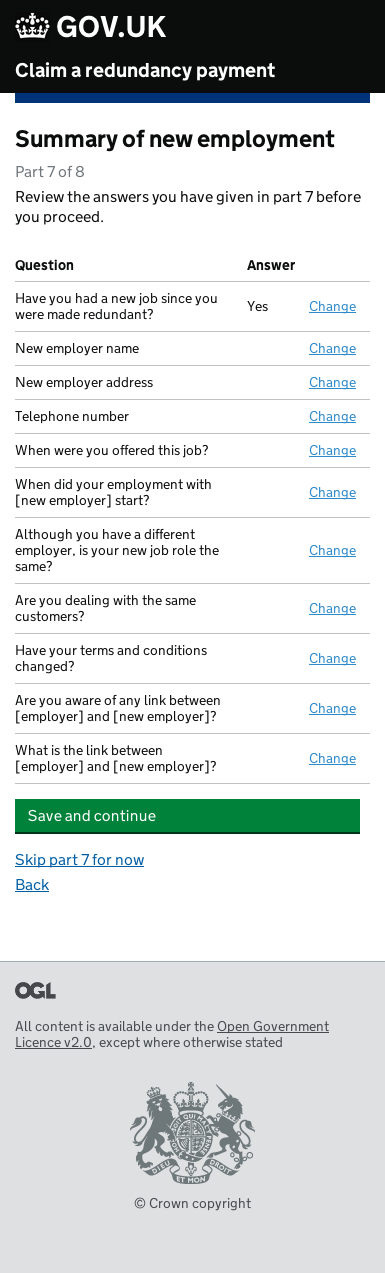 GOV.UK
Claim a redundancy payment
Summary of new employment
Part 7 of 8
Review the answers you have given in part 7 before
you proceed.
Question Answer
Have you had a new job since you
were made redundant? Yes Change
New employer name Change
New employer address Change
Telephone number Change
When were you offered this job? Change
When did your employment with
[new employer] start? Change
Although you have a different
employer, is your new job role the
same? Change
Are you dealing with the same
customers? Change
Have your terms and conditions
changed? Change
Are you aware of any link between
[employer] and [new employer]? Change
What is the link between
[employer] and [new employer]? Change
Save and continue
Skip part 7 for now
Back
OGL
All content is available under the Open Government
Licence v2.0, except where otherwise stated
DIEU ET MON DROIT
© Crown copyright